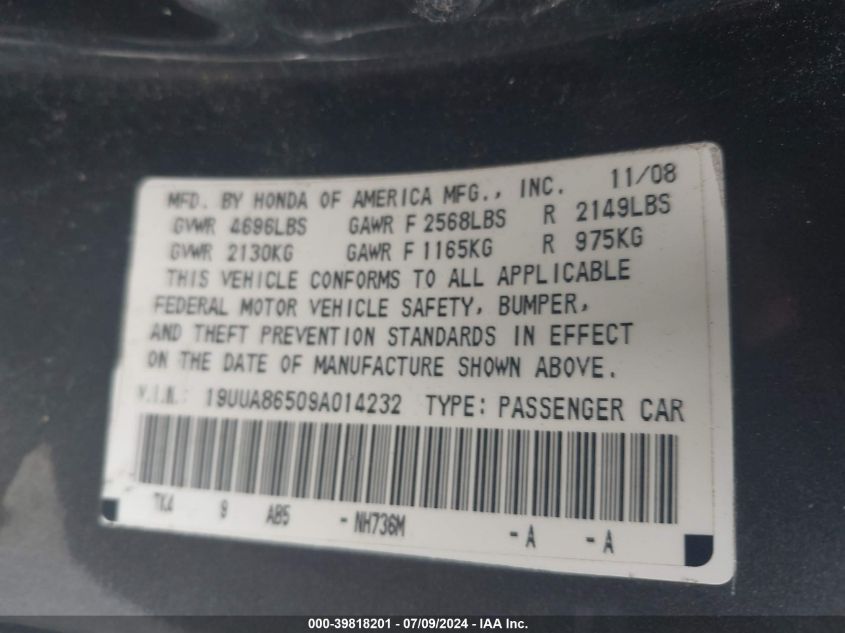 MFD. BY HONDA OF AMERICA MFG., INC. 11/08
GVWR 4696LBS GAWR F 2568LBS R 2149LBS
GVWR 2130KG GAWR F 1165KG R 975KG
THIS VEHICLE CONFORMS TO ALL APPLICABLE
FEDERAL MOTOR VEHICLE SAFETY, BUMPER,
AND THEFT PREVENTION STANDARDS IN EFFECT
ON THE DATE OF MANUFACTURE SHOWN ABOVE.
V.I.N.: 19UUA86509A014232 TYPE: PASSENGER CAR
TK4 9 AB5 -NH736M -A -A
000-39818201 - 07/09/2024 - IAA Inc.